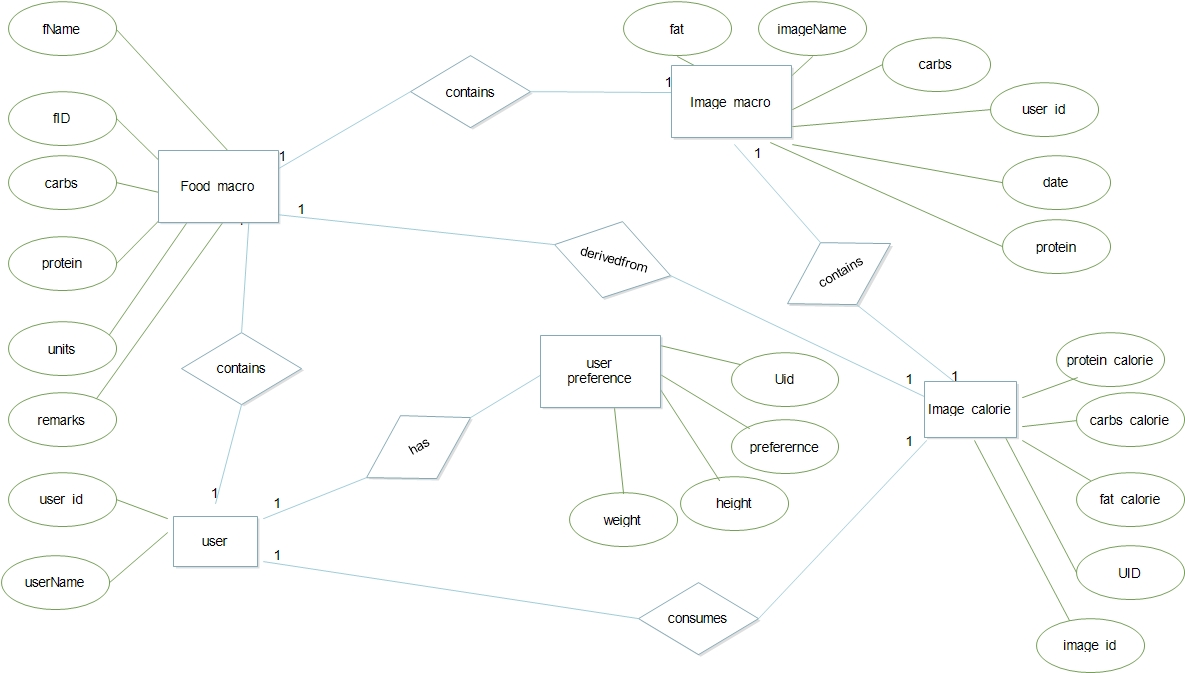 fName
fat
imageName
carbs
contains
1
Image macro
fID
user id
1
1
carbs
Food macro
date
1
protein
protein
derivedfrom
contains
units
user
preference
Uid
protein calorie
contains
1
1
Image calorie
remarks
carbs calorie
has
preferernce
1
user id
1
1
height
fat calorie
weight
user
1
userName
UID
consumes
image id